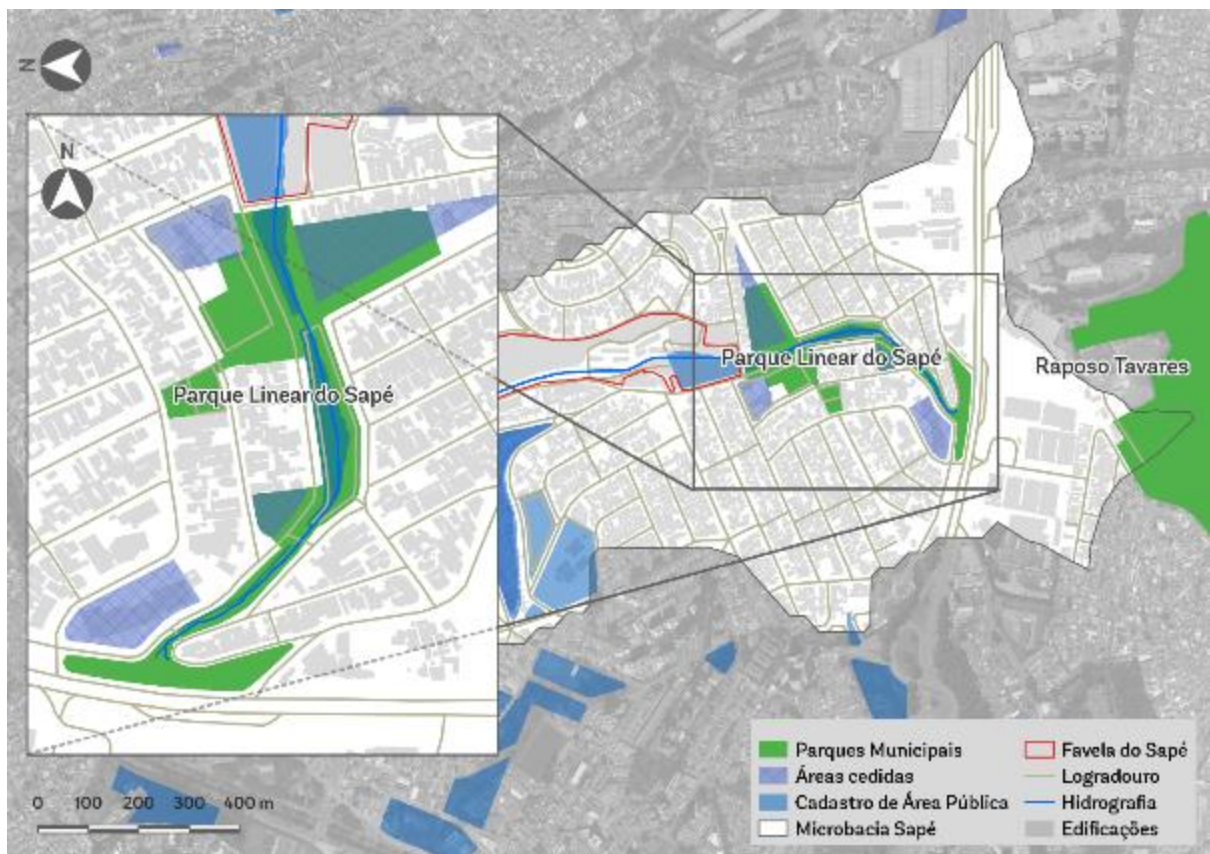 N
N
Parque Linear do Sapé
Parque Linear do Sapé
Raposo Tavares
0 100 200 300 400 m
Parques Municipais
Áreas cedidas
Cadastro de Área Pública
Microbacia Sapé
Favela do Sapé
Logradouro
Hidrografia
Edificações